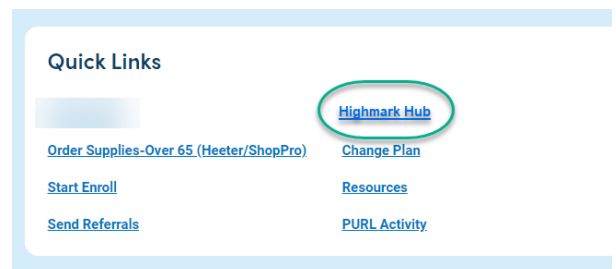 Quick Links
Highmark Hub
Order Supplies-Over 65 (Heeter/ShopPro)
Change Plan
Start Enroll
Resources
Send Referrals
PURL Activity